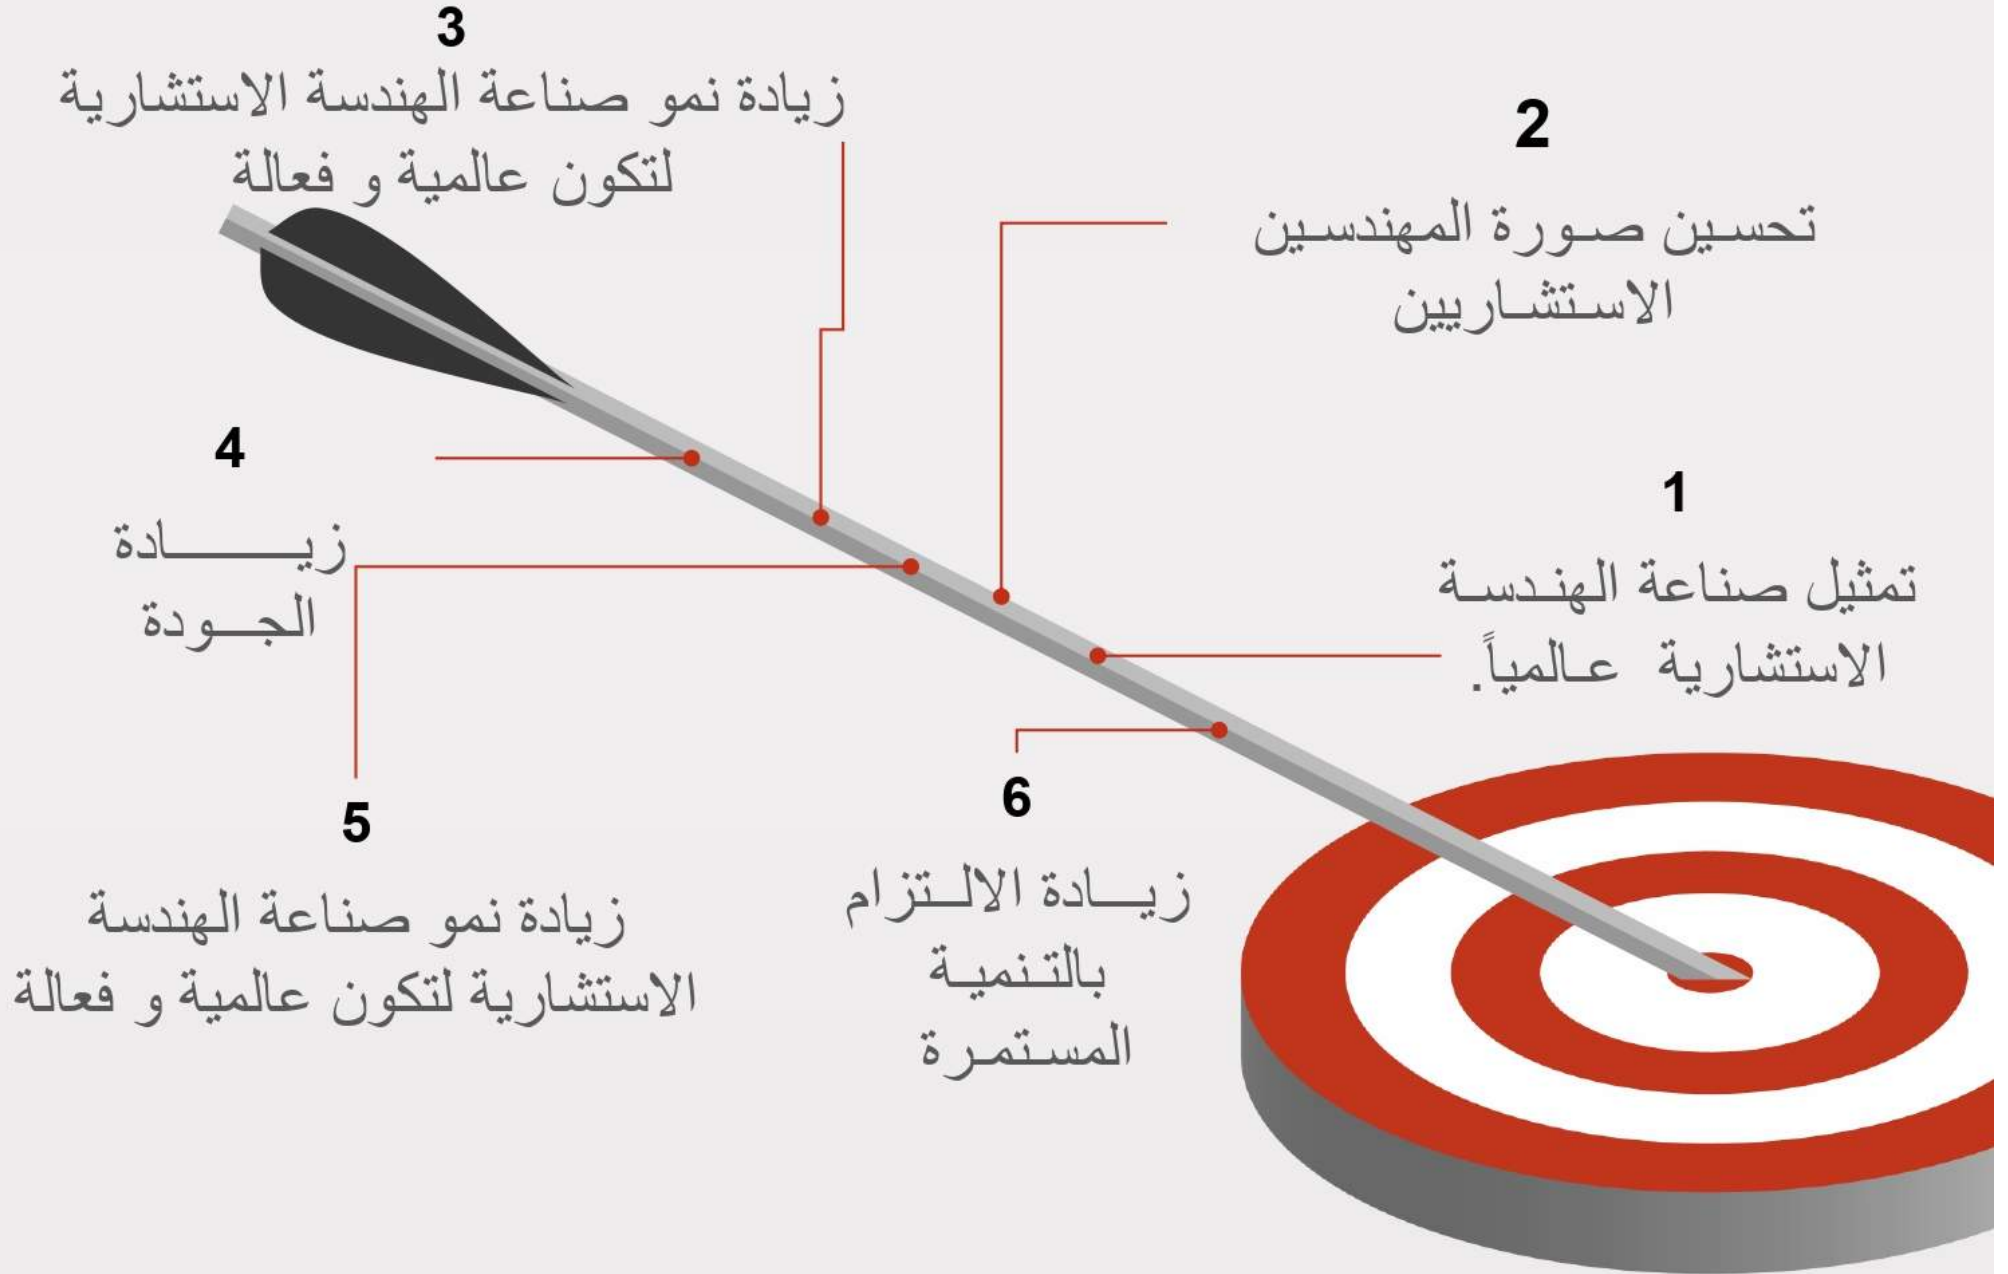 1
تمثيل صناعة الهندسة
الاستشارية عالمياً.
2
تحسين صورة المهندسين
الاستشاريين
3
زيادة نمو صناعة الهندسة الاستشارية
لتكون عالمية و فعالة
4
زيادة
الجودة
5
زيادة نمو صناعة الهندسة
الاستشارية لتكون عالمية و فعالة
6
زيادة الالتزام
بالتنمية
المستمرة